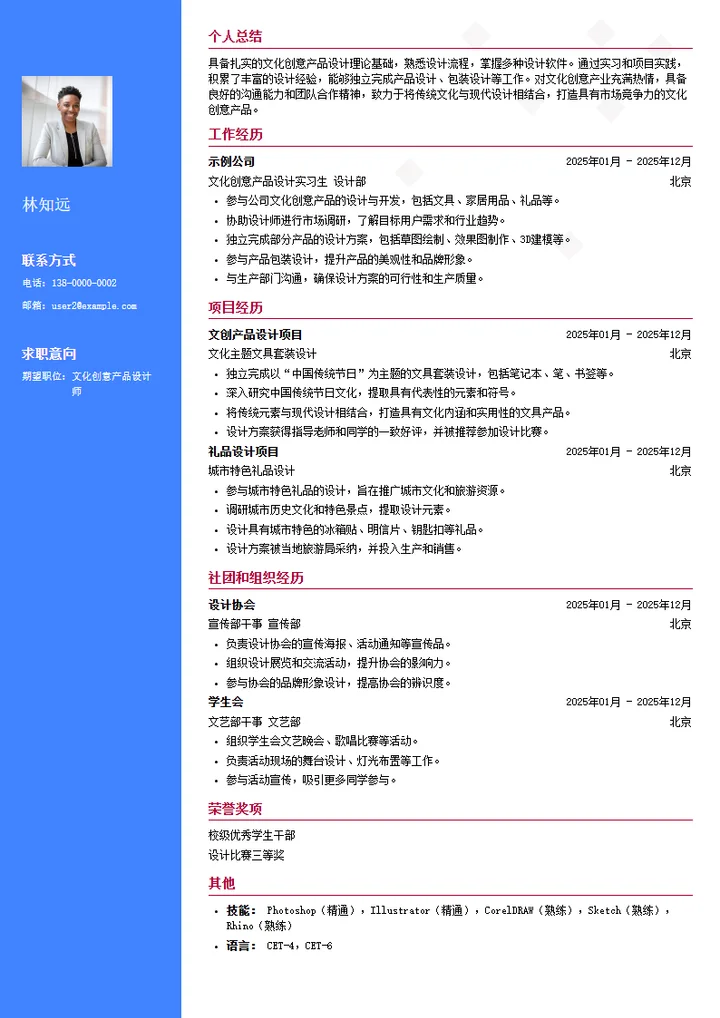 林知远
联系方式
电话：138-0000-0002
邮箱：user2@example.com
求职意向
期望职位：文化创意产品设计
师
个人总结
具备扎实的文化创意产品设计理论基础，熟悉设计流程，掌握多种设计软件。通过实习和项目实践，
积累了丰富的设计经验，能够独立完成产品设计、包装设计等工作。对文化创意产业充满热情，具备
良好的沟通能力和团队合作精神，致力于将传统文化与现代设计相结合，打造具有市场竞争力的文化
创意产品。
工作经历
示例公司 2025年01月 - 2025年12月
文化创意产品设计实习生 设计部 北京
• 参与公司文化创意产品的设计与开发，包括文具、家居用品、礼品等。
• 协助设计师进行市场调研，了解目标用户需求和行业趋势。
• 独立完成部分产品的设计方案，包括草图绘制、效果图制作、3D建模等。
• 参与产品包装设计，提升产品的美观性和品牌形象。
• 与生产部门沟通，确保设计方案的可行性和生产质量。
项目经历
文创产品设计项目 2025年01月 - 2025年12月
文化主题文具套装设计 北京
• 独立完成以“中国传统节日”为主题的文具套装设计，包括笔记本、笔、书签等。
• 深入研究中国传统节日文化，提取具有代表性的元素和符号。
• 将传统元素与现代设计相结合，打造具有文化内涵和实用性的文具产品。
• 设计方案获得指导老师和同学的一致好评，并被推荐参加设计比赛。
礼品设计项目 2025年01月 - 2025年12月
城市特色礼品设计 北京
• 参与城市特色礼品的设计，旨在推广城市文化和旅游资源。
• 调研城市历史文化和特色景点，提取设计元素。
• 设计具有城市特色的冰箱贴、明信片、钥匙扣等礼品。
• 设计方案被当地旅游局采纳，并投入生产和销售。
社团和组织经历
设计协会 2025年01月 - 2025年12月
宣传部干事 宣传部 北京
• 负责设计协会的宣传海报、活动通知等宣传品。
• 组织设计展览和交流活动，提升协会的影响力。
• 参与协会的品牌形象设计，提高协会的辨识度。
学生会 2025年01月 - 2025年12月
文艺部干事 文艺部 北京
• 组织学生会文艺晚会、歌唱比赛等活动。
• 负责活动现场的舞台设计、灯光布置等工作。
• 参与活动宣传，吸引更多同学参与。
荣誉奖项
校级优秀学生干部
设计比赛三等奖
其他
• 技能： Photoshop（精通），Illustrator（精通），CorelDRAW（熟练），Sketch（熟练），
Rhino（熟练）
• 语言： CET-4，CET-6